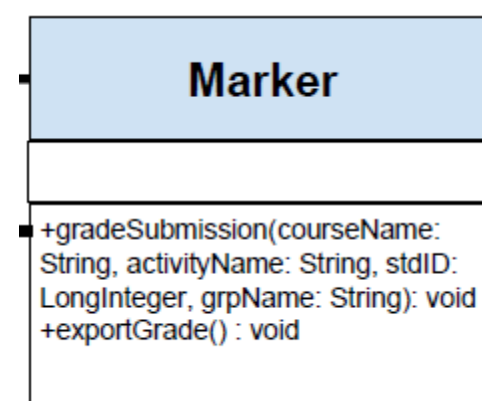 Marker
+gradeSubmission(courseName:
String, activityName: String, stdID:
LongInteger, grpName: String): void
+exportGrade() : void